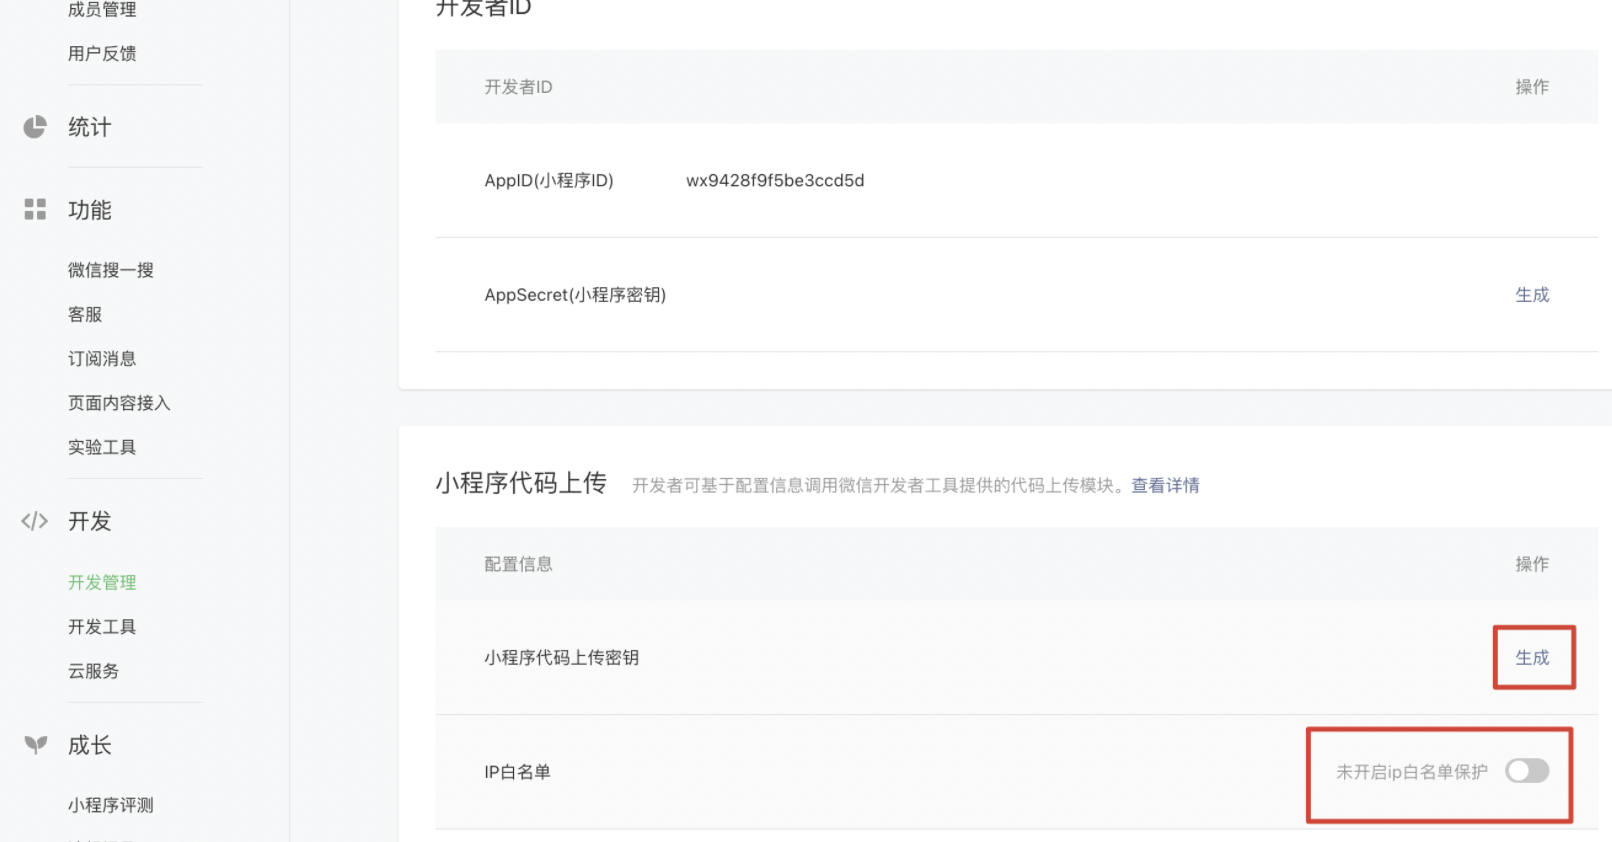 成员管理
用户反馈
统计
功能
微信搜一搜
客服
订阅消息
页面内容接入
实验工具
开发
开发管理
开发工具
云服务
成长
小程序评测
开发者ID
开发者ID 操作
AppID(小程序ID) wx9428f9f5be3ccd5d
AppSecret(小程序密钥) 生成
小程序代码上传 开发者可基于配置信息调用微信开发者工具提供的代码上传模块。查看详情
配置信息 操作
小程序代码上传密钥 生成
IP白名单 未开启ip白名单保护